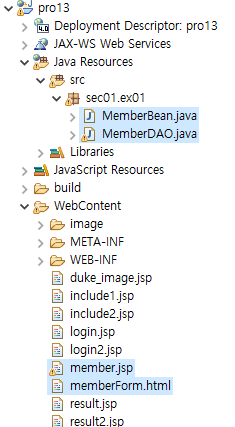 pro13
Deployment Descriptor: pro13
JAX-WS Web Services
Java Resources
src
sec01.ex01
MemberBean.java
MemberDAO.java
Libraries
JavaScript Resources
build
WebContent
image
META-INF
WEB-INF
duke_image.jsp
include1.jsp
include2.jsp
login.jsp
login2.jsp
member.jsp
memberForm.html
result.jsp
result2.jsp